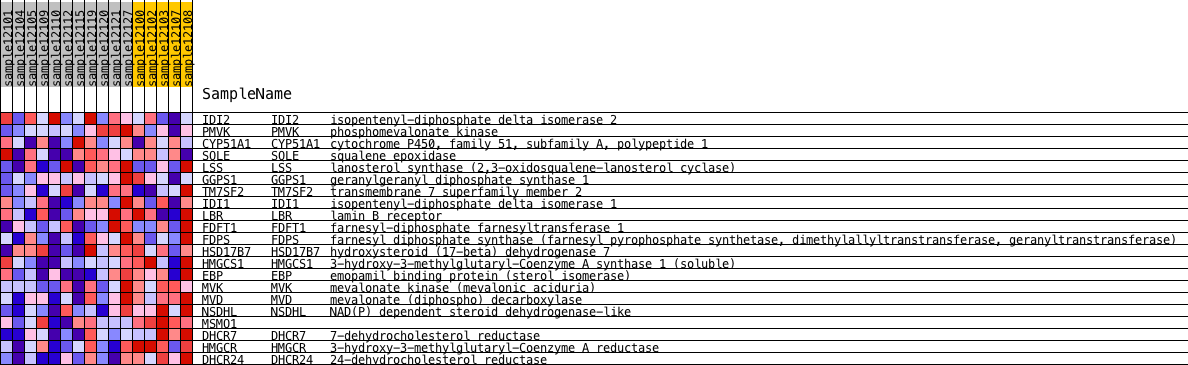 sample12101
sample12104
sample12105
sample12109
sample12110
sample12112
sample12115
sample12119
sample12120
sample12121
sample12127
sample12100
sample12102
sample12103
sample12107
sample12108
SampleName
IDI2 IDI2 isopentenyl-diphosphate delta isomerase 2
PMVK PMVK phosphomevalonate kinase
CYP51A1 CYP51A1 cytochrome P450, family 51, subfamily A, polypeptide 1
SQLE SQLE squalene epoxidase
LSS LSS lanosterol synthase (2,3-oxidosqualene-lanosterol cyclase)
GGPS1 GGPS1 geranylgeranyl diphosphate synthase 1
TM7SF2 TM7SF2 transmembrane 7 superfamily member 2
IDI1 IDI1 isopentenyl-diphosphate delta isomerase 1
LBR LBR lamin B receptor
FDFT1 FDFT1 farnesyl-diphosphate farnesyltransferase 1
FDPS FDPS farnesyl diphosphate synthase (farnesyl pyrophosphate synthetase, dimethylallyltranstransferase, geranyltranstransferase)
HSD17B7 HSD17B7 hydroxysteroid (17-beta) dehydrogenase 7
HMGCS1 HMGCS1 3-hydroxy-3-methylglutaryl-Coenzyme A synthase 1 (soluble)
EBP EBP emopamil binding protein (sterol isomerase)
MVK MVK mevalonate kinase (mevalonic aciduria)
MVD MVD mevalonate (diphospho) decarboxylase
NSDHL NSDHL NAD(P) dependent steroid dehydrogenase-like
MSMO1
DHCR7 DHCR7 7-dehydrocholesterol reductase
HMGCR HMGCR 3-hydroxy-3-methylglutaryl-Coenzyme A reductase
DHCR24 DHCR24 24-dehydrocholesterol reductase